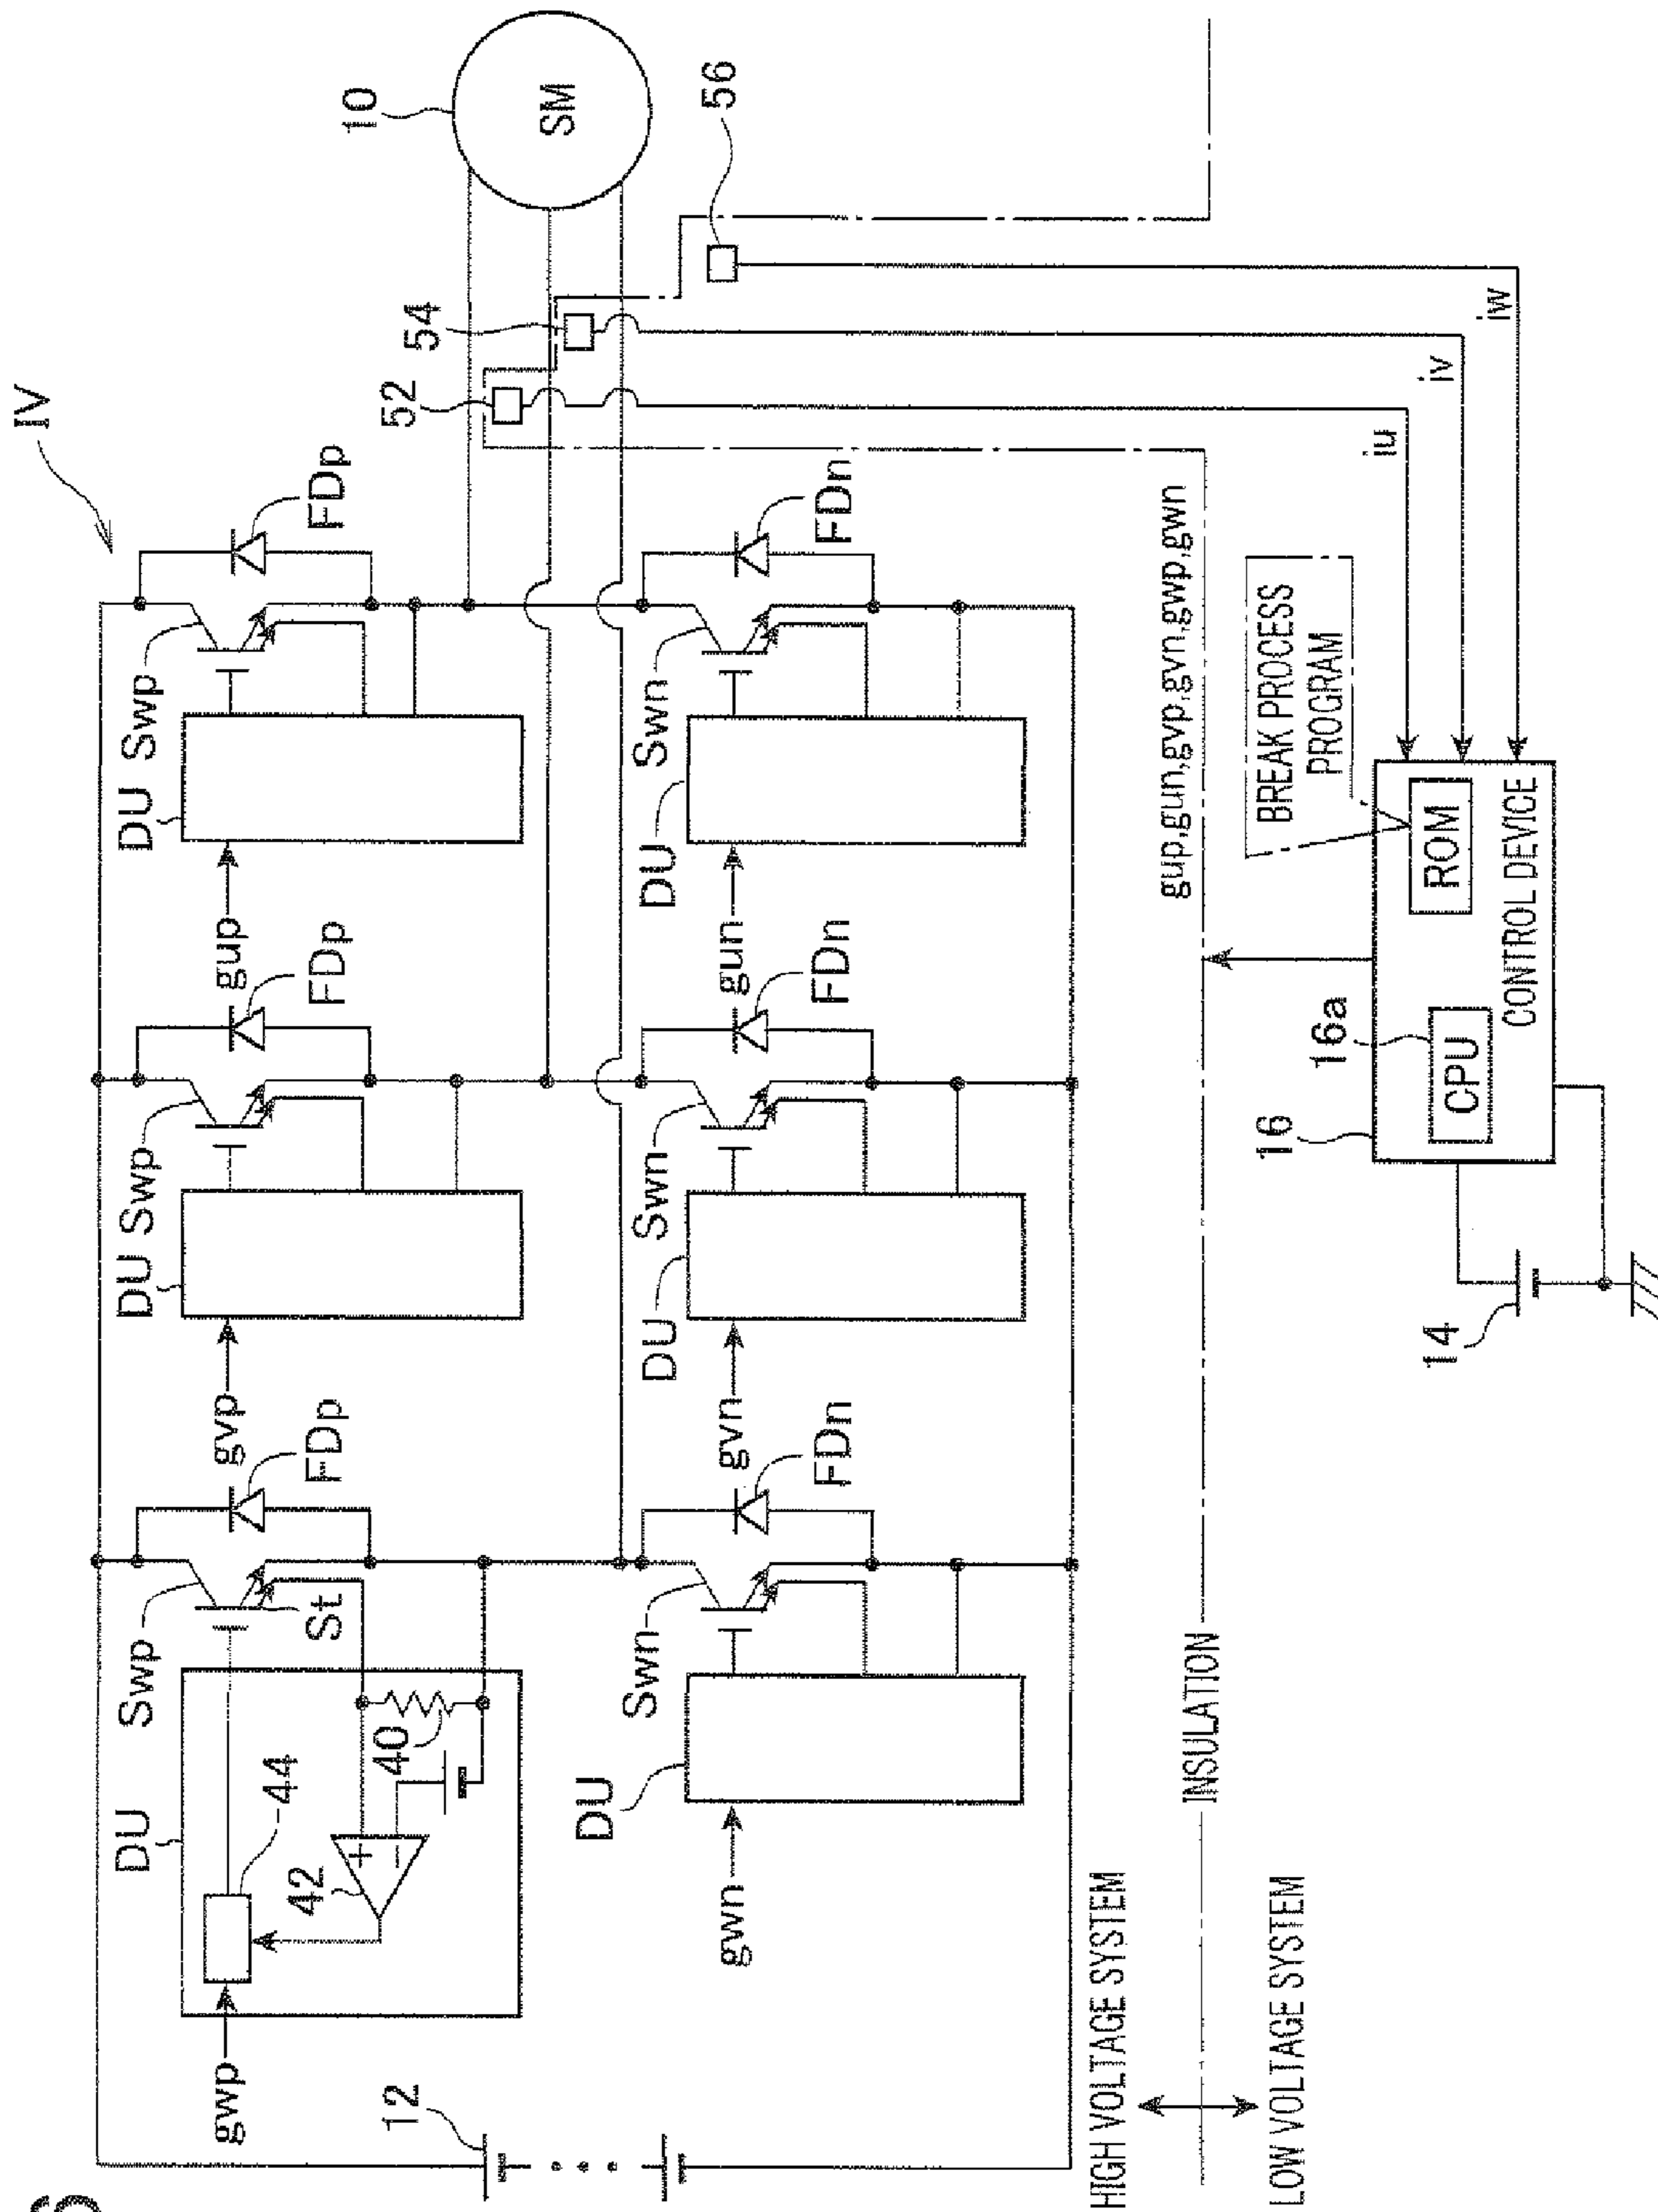 IV
10
SM
56
54
52
DU
Swp
FDp
DU
Swp
FDp
DU
Swp
FDp
St
44
42
40
gwp
gvp
gup
12
DU
Swn
FDn
DU
Swn
FDn
DU
Swn
FDn
gwn
gvn
gun
HIGH VOLTAGE SYSTEM
INSULATION
LOW VOLTAGE SYSTEM
gup,gun,gvp,gvn,gwp,gwn
BREAK PROCESS
PROGRAM
iu
iv
iw
16
16a
CPU
ROM
CONTROL DEVICE
14